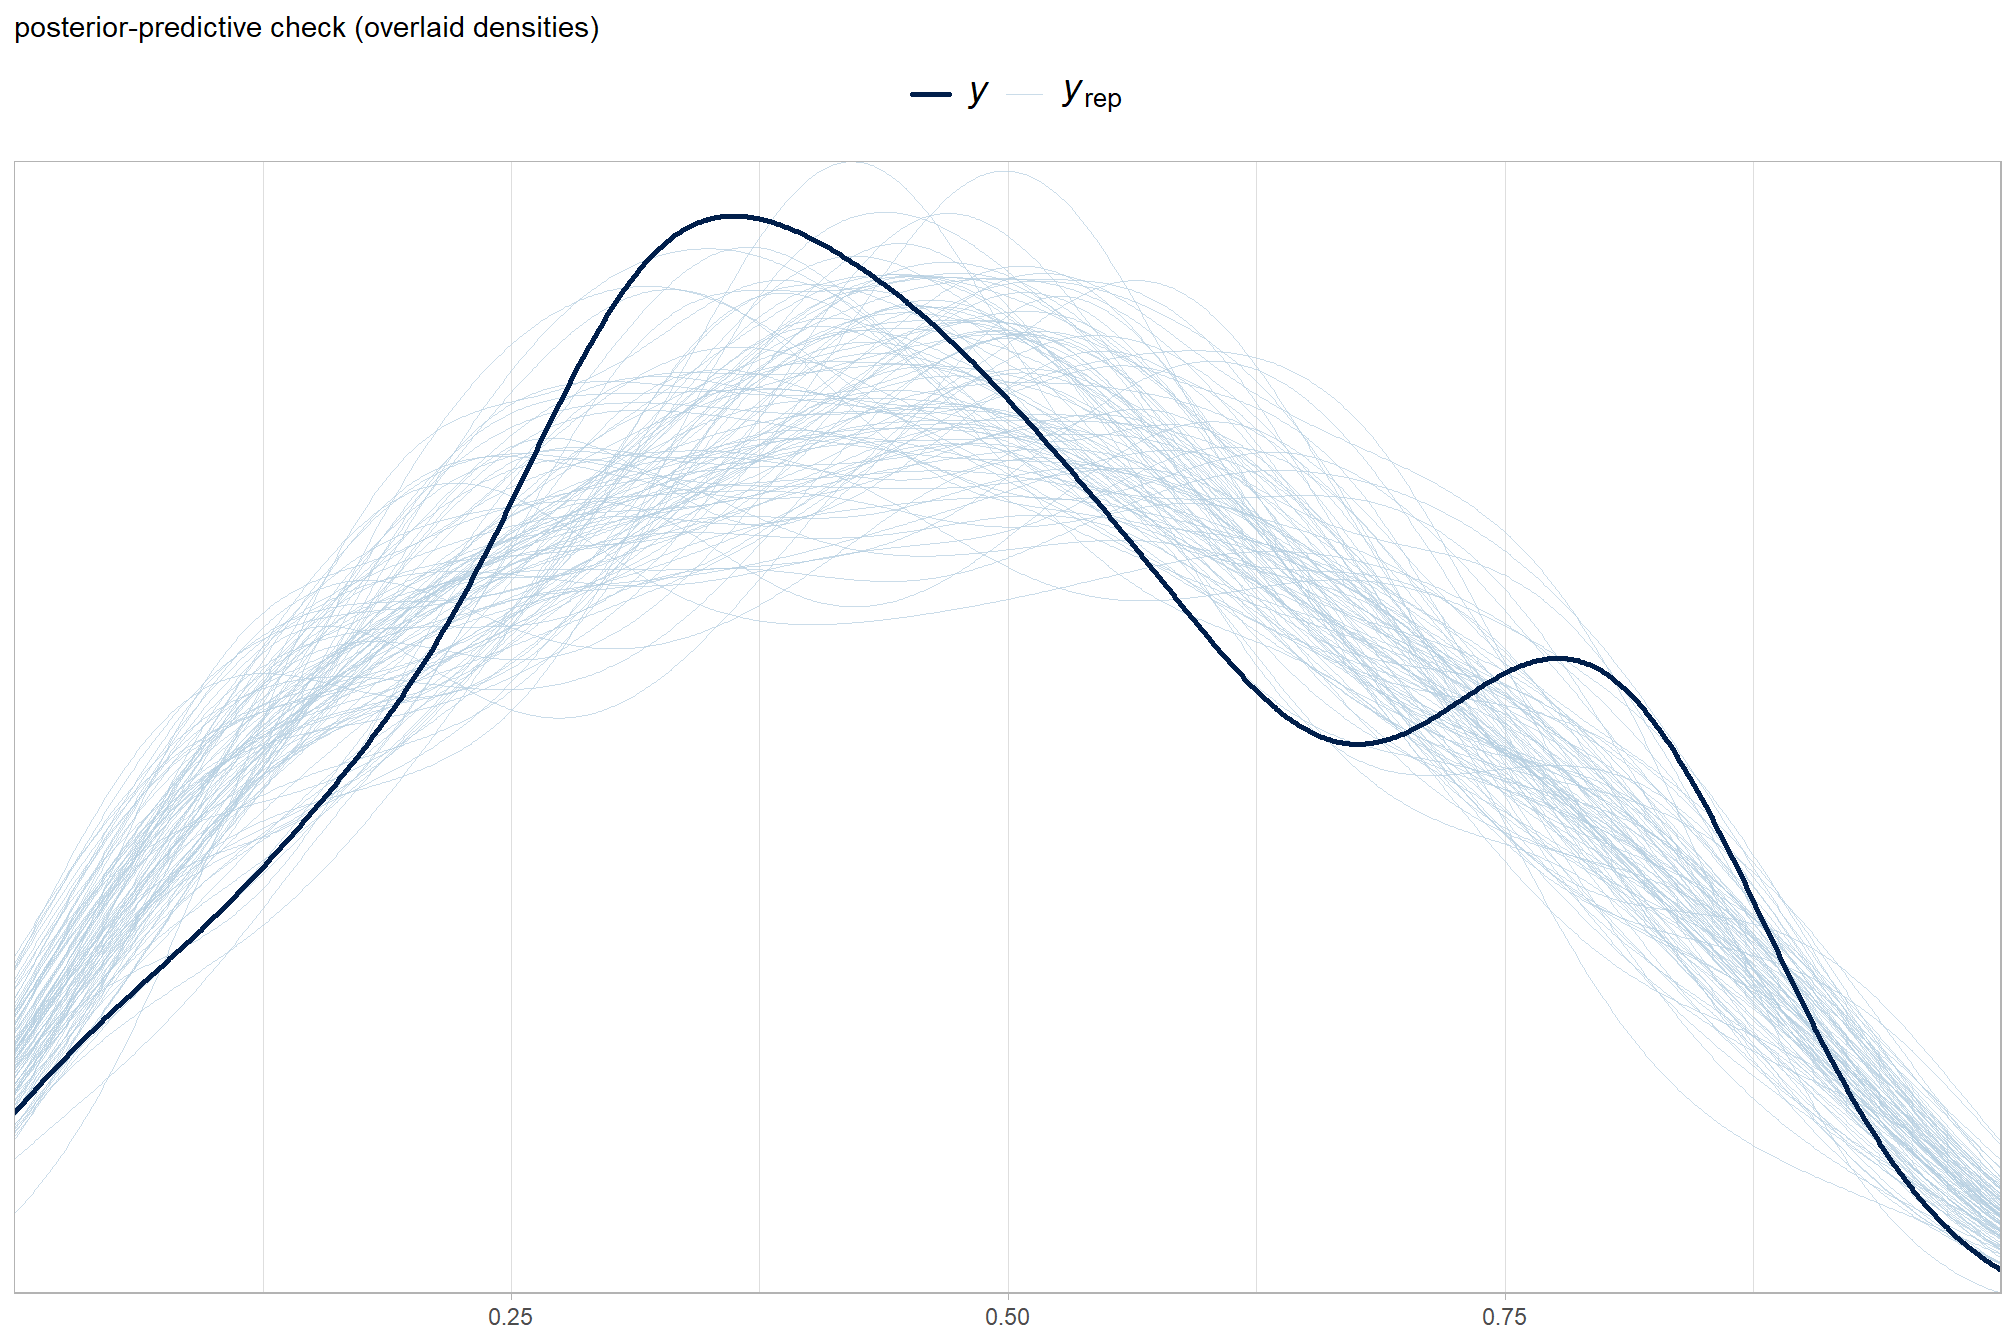 posterior-predictive check (overlaid densities)
y y rep
0.25 0.50 0.75